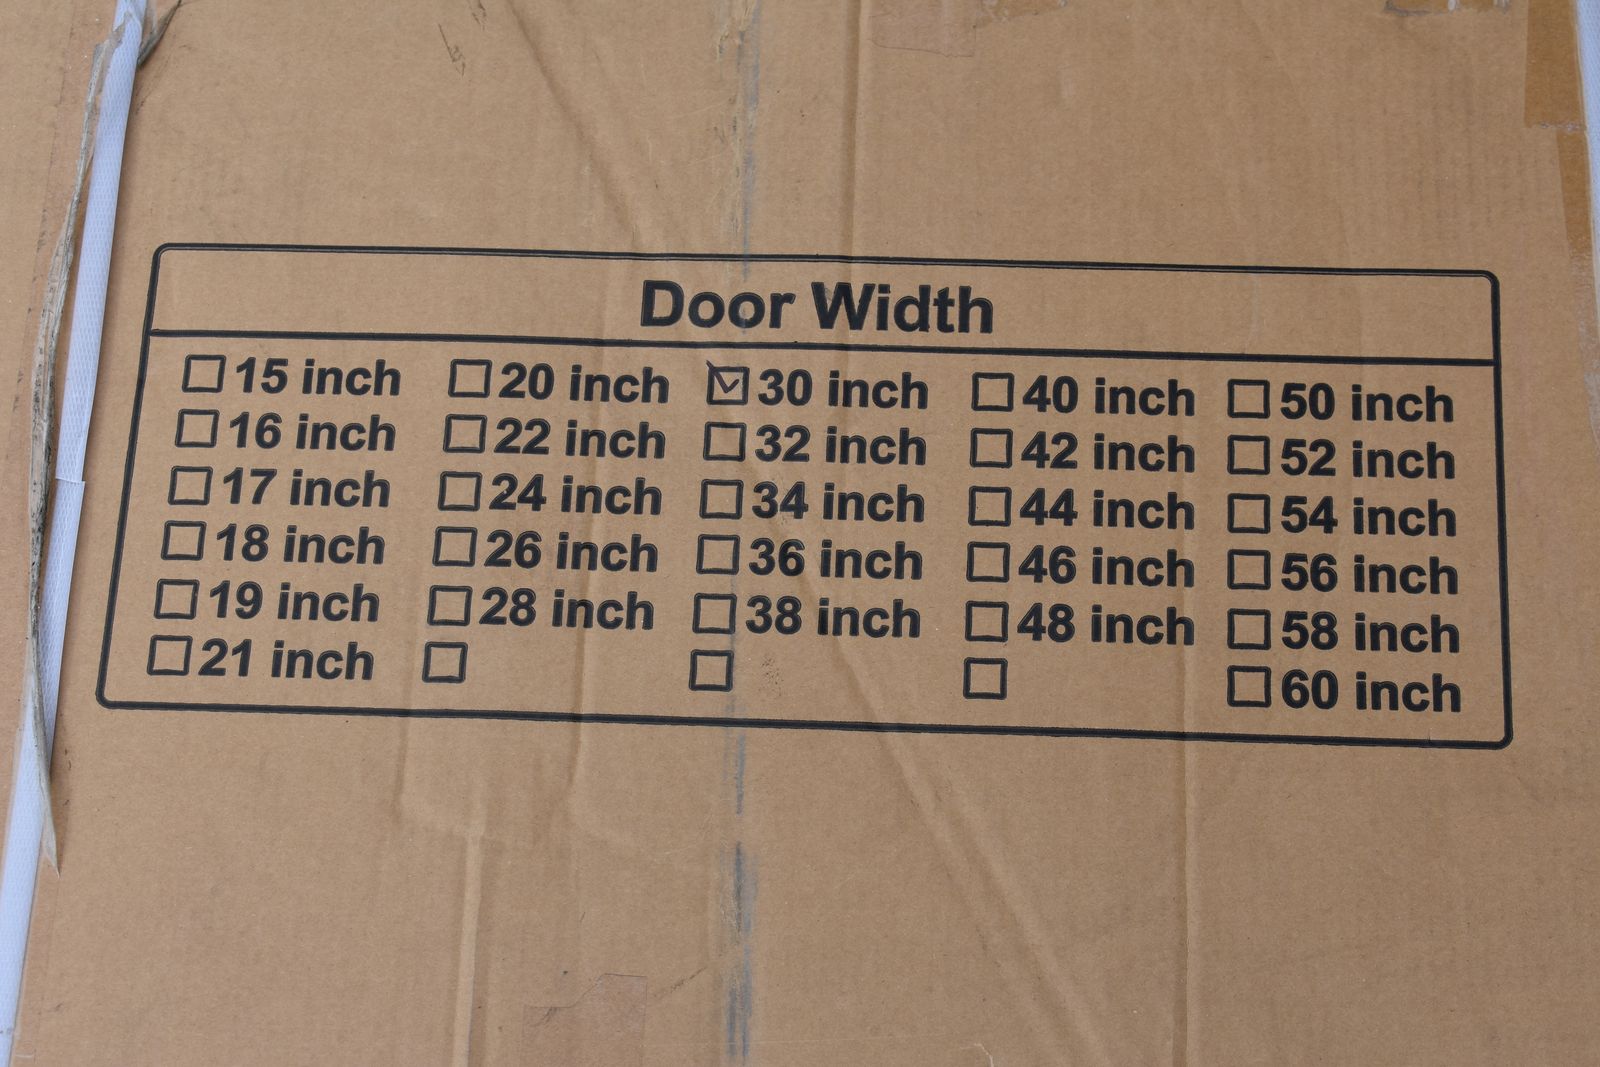 Door Width
☐ 15 inch ☐ 20 inch ☑ 30 inch ☐ 40 inch ☐ 50 inch
☐ 16 inch ☐ 22 inch ☐ 32 inch ☐ 42 inch ☐ 52 inch
☐ 17 inch ☐ 24 inch ☐ 34 inch ☐ 44 inch ☐ 54 inch
☐ 18 inch ☐ 26 inch ☐ 36 inch ☐ 46 inch ☐ 56 inch
☐ 19 inch ☐ 28 inch ☐ 38 inch ☐ 48 inch ☐ 58 inch
☐ 21 inch ☐ ☐ ☐ ☐ 60 inch